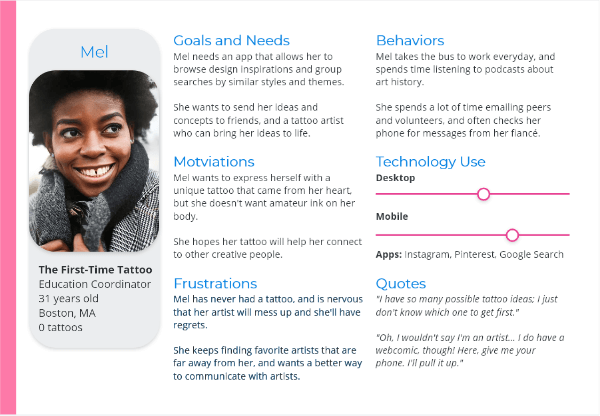 Mel
The First-Time Tattoo
Education Coordinator
31 years old
Boston, MA
0 tattoos
Goals and Needs
Mel needs an app that allows her to
browse design inspirations and group
searches by similar styles and themes.
She wants to send her ideas and
concepts to friends, and a tattoo artist
who can bring her ideas to life.
Motviations
Mel wants to express herself with a
unique tattoo that came from her heart,
but she doesn't want amateur ink on her
body.
She hopes her tattoo will help her connect
to other creative people.
Frustrations
Mel has never had a tattoo, and is nervous
that her artist will mess up and she'll have
regrets.
She keeps finding favorite artists that are
far away from her, and wants a better way
to communicate with artists.
Behaviors
Mel takes the bus to work everyday, and
spends time listening to podcasts about
art history.
She spends a lot of time emailing peers
and volunteers, and often checks her
phone for messages from her fiancé.
Technology Use
Desktop
Mobile
Apps: Instagram, Pinterest, Google Search
Quotes
"I have so many possible tattoo ideas; I just
don't know which one to get first."
"Oh, I wouldn't say I'm an artist... I do have a
webcomic, though! Here, give me your
phone. I'll pull it up."